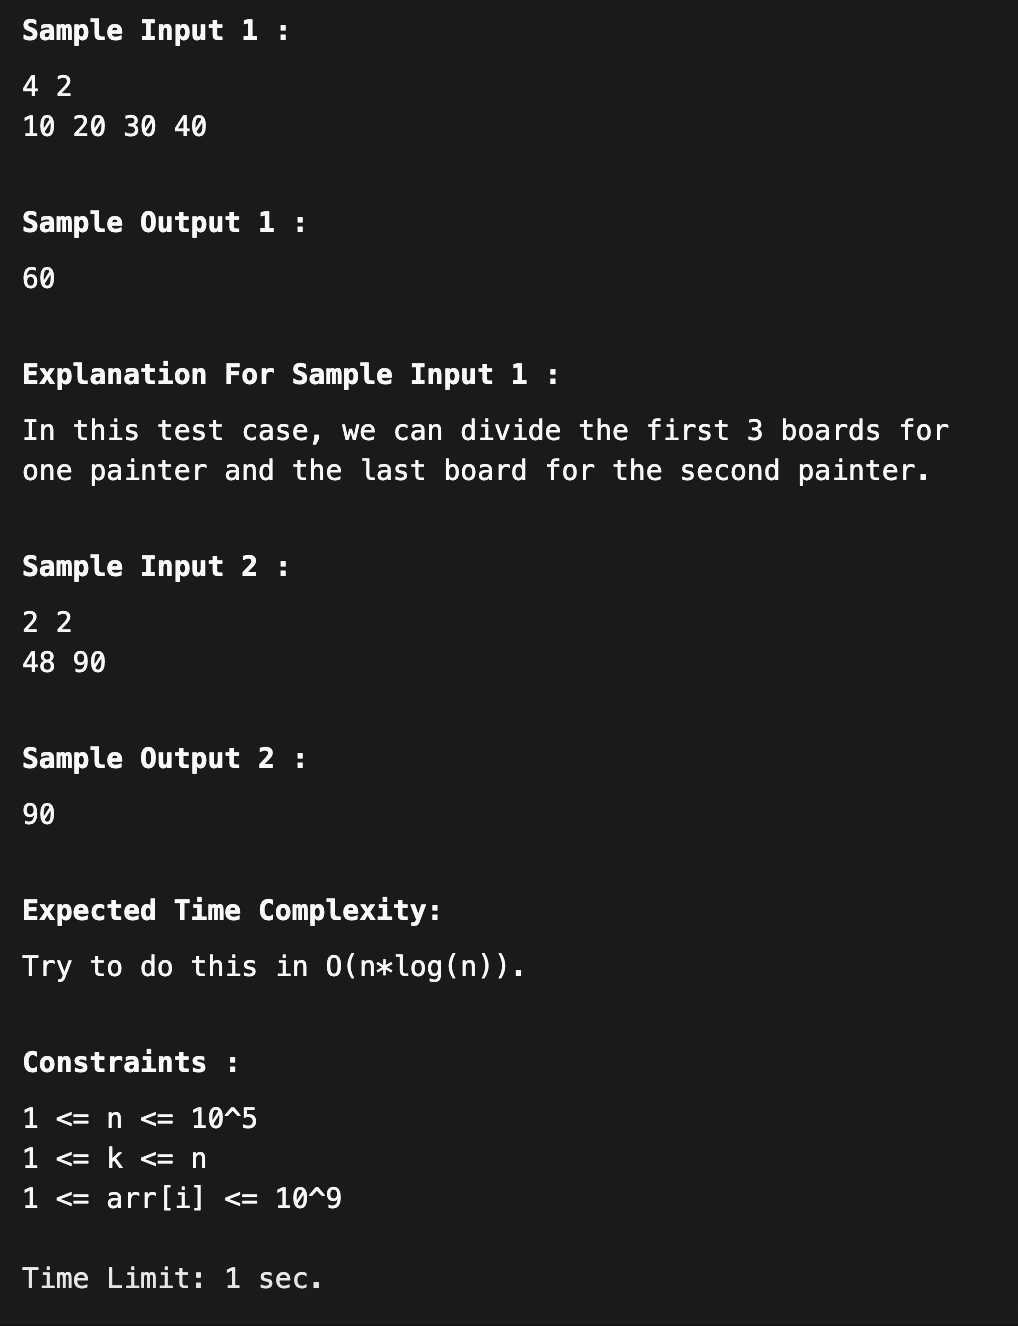 Sample Input 1 :
4 2
10 20 30 40
Sample Output 1 :
60
Explanation For Sample Input 1 :
In this test case, we can divide the first 3 boards for
one painter and the last board for the second painter.
Sample Input 2 :
2 2
48 90
Sample Output 2 :
90
Expected Time Complexity:
Try to do this in O(n*log(n)).
Constraints :
1 <= n <= 10^5
1 <= k <= n
1 <= arr[i] <= 10^9
Time Limit: 1 sec.